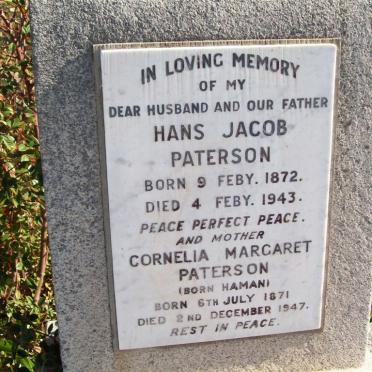 IN LOVING MEMORY
OF MY
DEAR HUSBAND AND OUR FATHER
HANS JACOB
PATERSON
BORN 9 FEBY. 1872.
DIED 4 FEBY. 1943.
PEACE PERFECT PEACE.
AND MOTHER
CORNELIA MARGARET
PATERSON
(BORN HAMAN)
BORN 6TH JULY 1871
DIED 2ND DECEMBER 1947.
REST IN PEACE.